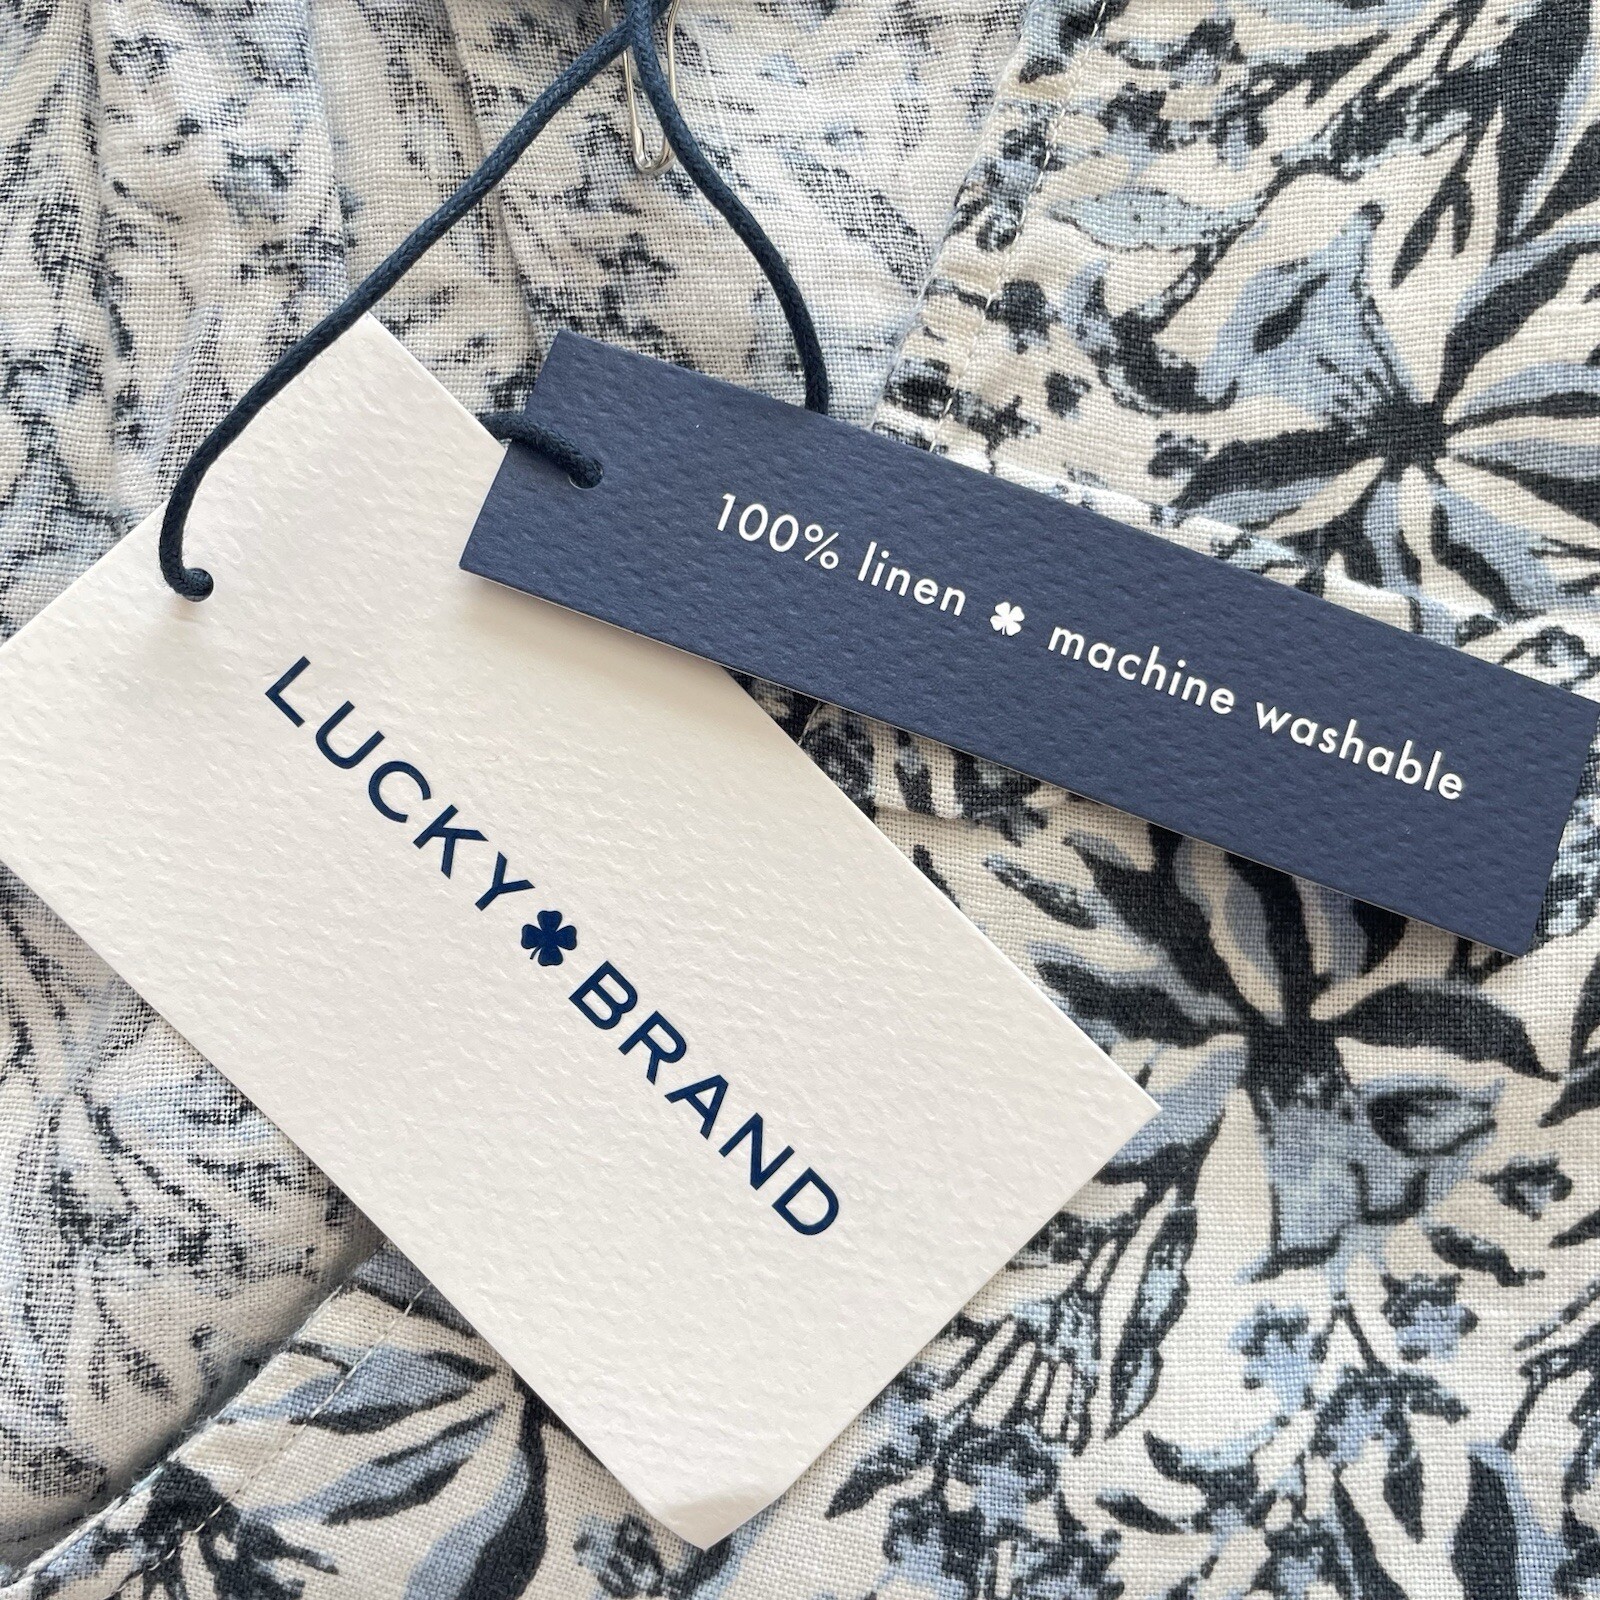 100% linen ☘ machine washable
LUCKY ☘ BRAND